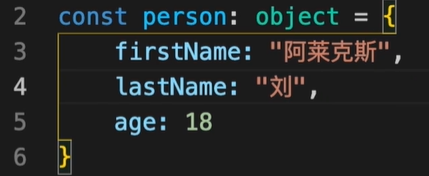 2 const person: object = {
3 firstName: "阿莱克斯",
4 lastName: "刘",
5 age: 18
6 }